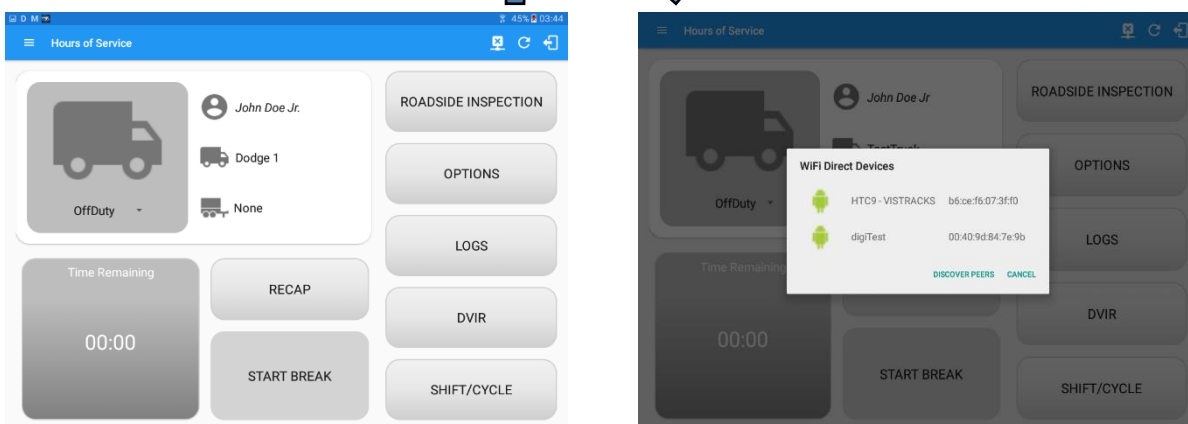 D M 45% 03:44
Hours of Service
John Doe Jr.
Dodge 1
None
OffDuty
Time Remaining
00:00
RECAP
START BREAK
ROADSIDE INSPECTION
OPTIONS
LOGS
DVIR
SHIFT/CYCLE
Hours of Service
John Doe Jr
TestTruck
OffDuty
Time Remaining
00:00
START BREAK
ROADSIDE INSPECTION
OPTIONS
LOGS
DVIR
SHIFT/CYCLE
WiFi Direct Devices
HTC9 - VISTRACKS b6:ce:f6:07:3f:f0
digiTest 00:40:9d:84:7e:9b
DISCOVER PEERS CANCEL